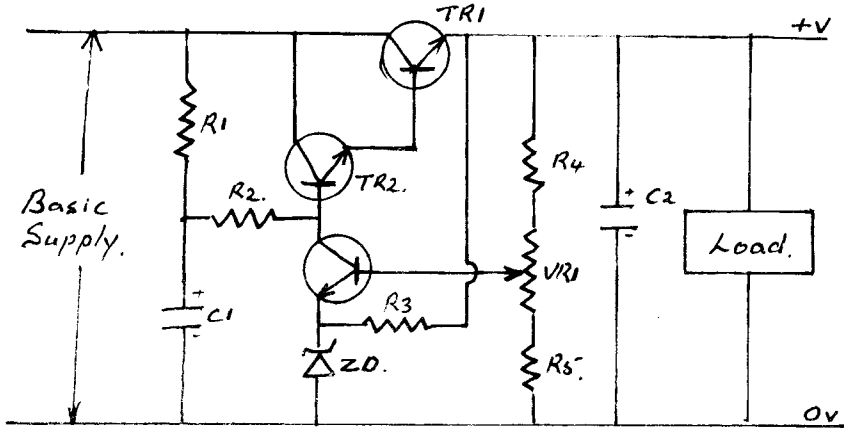 TR1
+V
R1
R4
TR2.
R2.
C2
Basic
Supply.
Load.
VR1
R3
+
-
C1
+
-
ZD.
R5.
0v